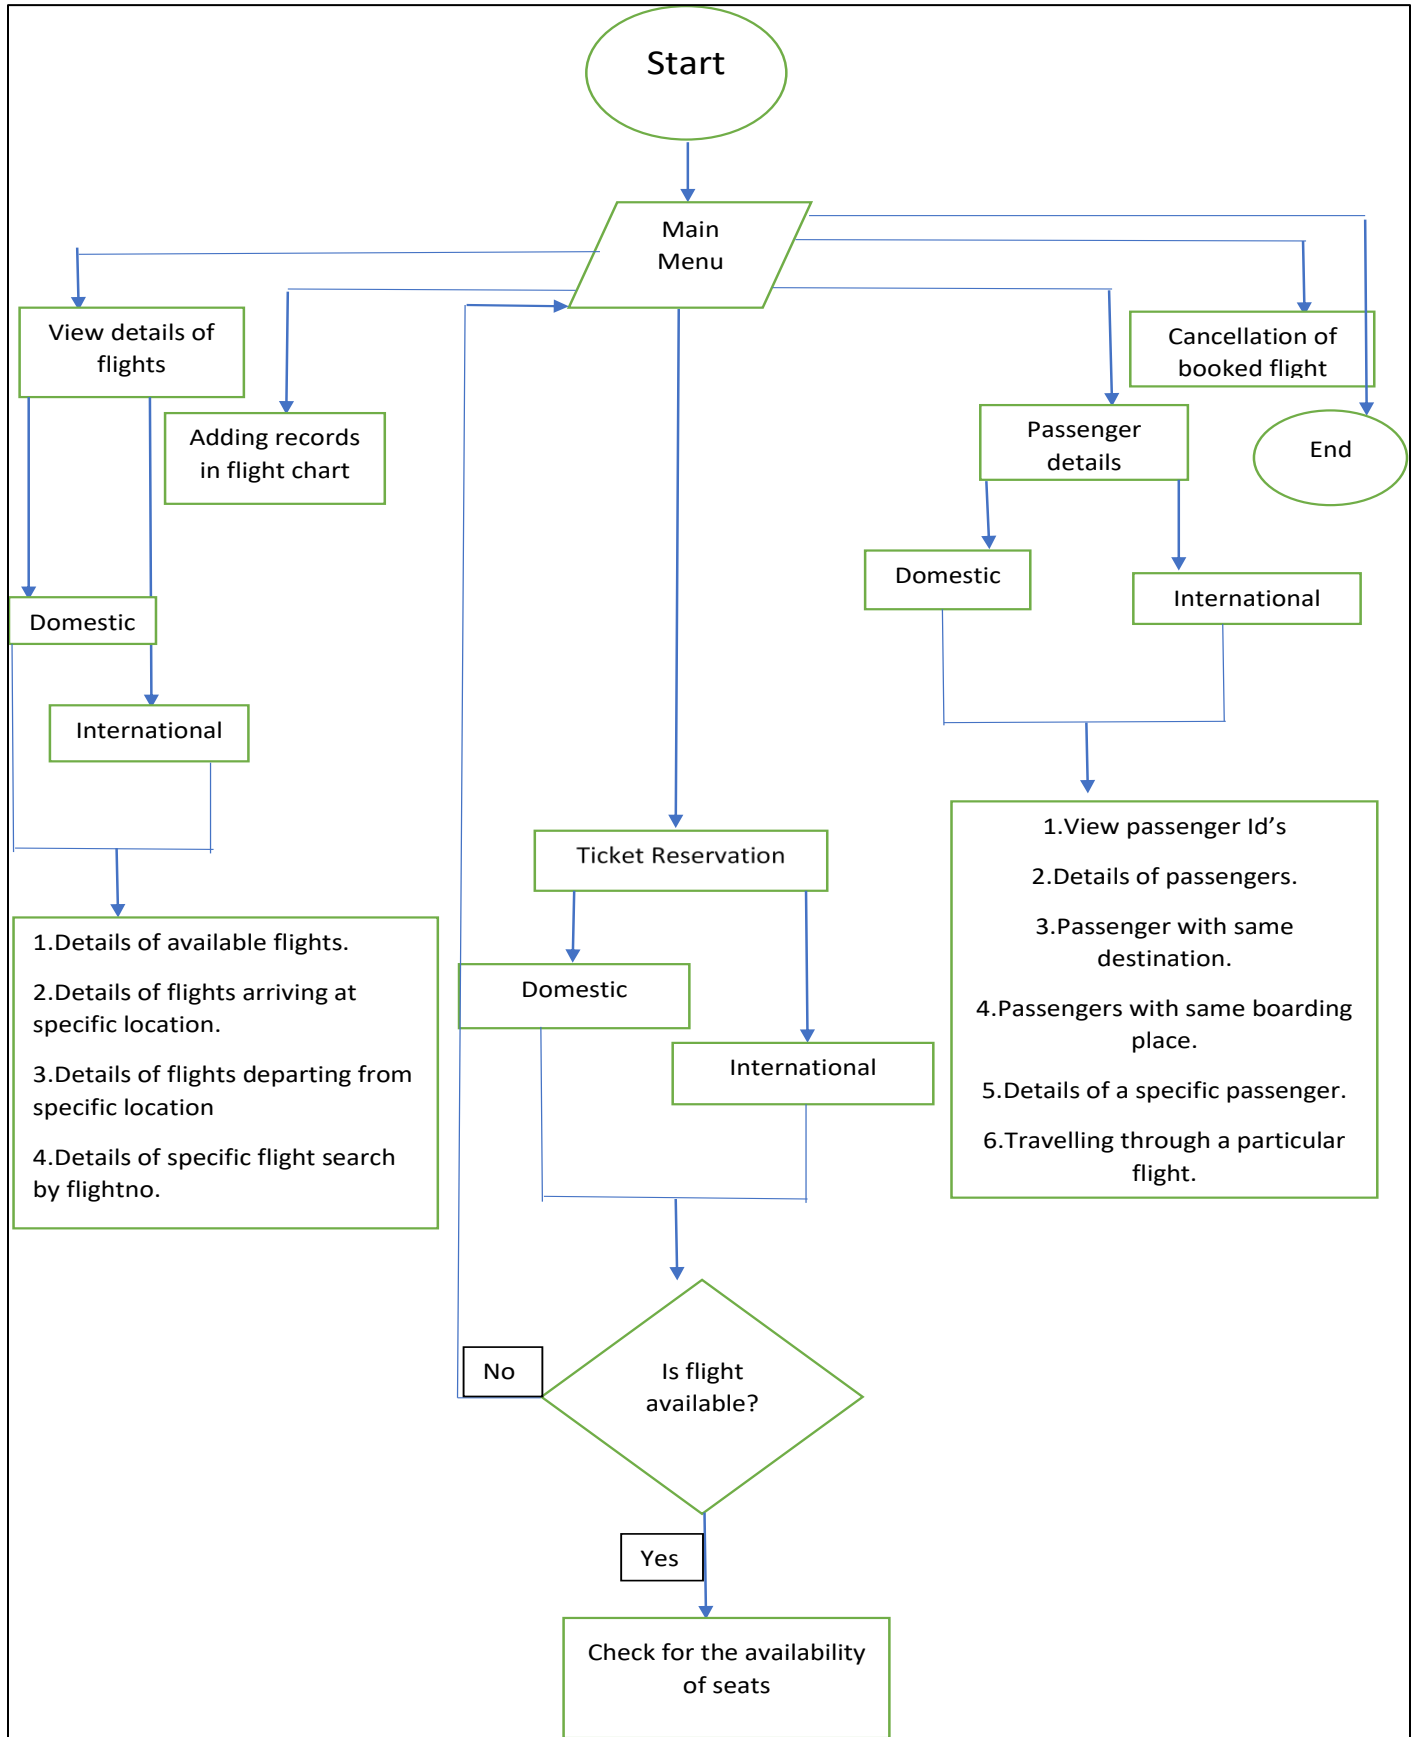 Start
Main
Menu
View details of
flights
Adding records
in flight chart
Cancellation of
booked flight
Passenger
details
End
Domestic
International
Domestic
International
Ticket Reservation
Domestic
International
1.View passenger Id’s
2.Details of passengers.
3.Passenger with same
destination.
4.Passengers with same boarding
place.
5.Details of a specific passenger.
6.Travelling through a particular
flight.
1.Details of available flights.
2.Details of flights arriving at
specific location.
3.Details of flights departing from
specific location
4.Details of specific flight search
by flightno.
No
Is flight
available?
Yes
Check for the availability
of seats